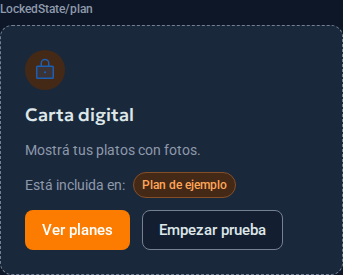 LockedState/plan
Carta digital
Mostrá tus platos con fotos.
Está incluida en: Plan de ejemplo
Ver planes Empezar prueba